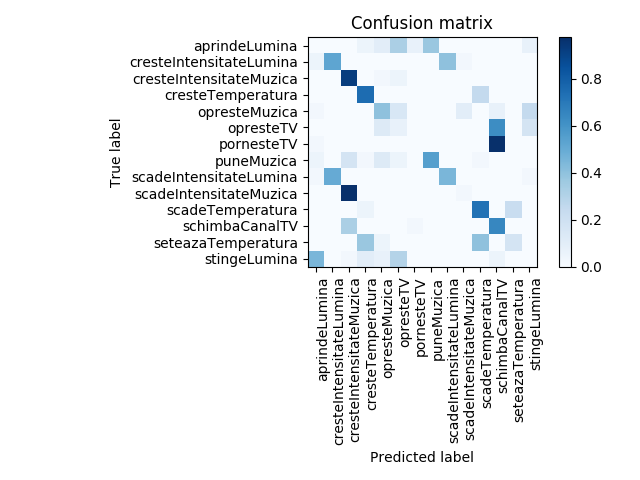 Confusion matrix
True label
aprindeLumina
cresteIntensitateLumina
cresteIntensitateMuzica
cresteTemperatura
opresteMuzica
opresteTV
pornesteTV
puneMuzica
scadeIntensitateLumina
scadeIntensitateMuzica
scadeTemperatura
schimbaCanalTV
seteazaTemperatura
stingeLumina
aprindeLumina
cresteIntensitateLumina
cresteIntensitateMuzica
cresteTemperatura
opresteMuzica
opresteTV
pornesteTV
puneMuzica
scadeIntensitateLumina
scadeIntensitateMuzica
scadeTemperatura
schimbaCanalTV
seteazaTemperatura
stingeLumina
Predicted label
0.8
0.6
0.4
0.2
0.0